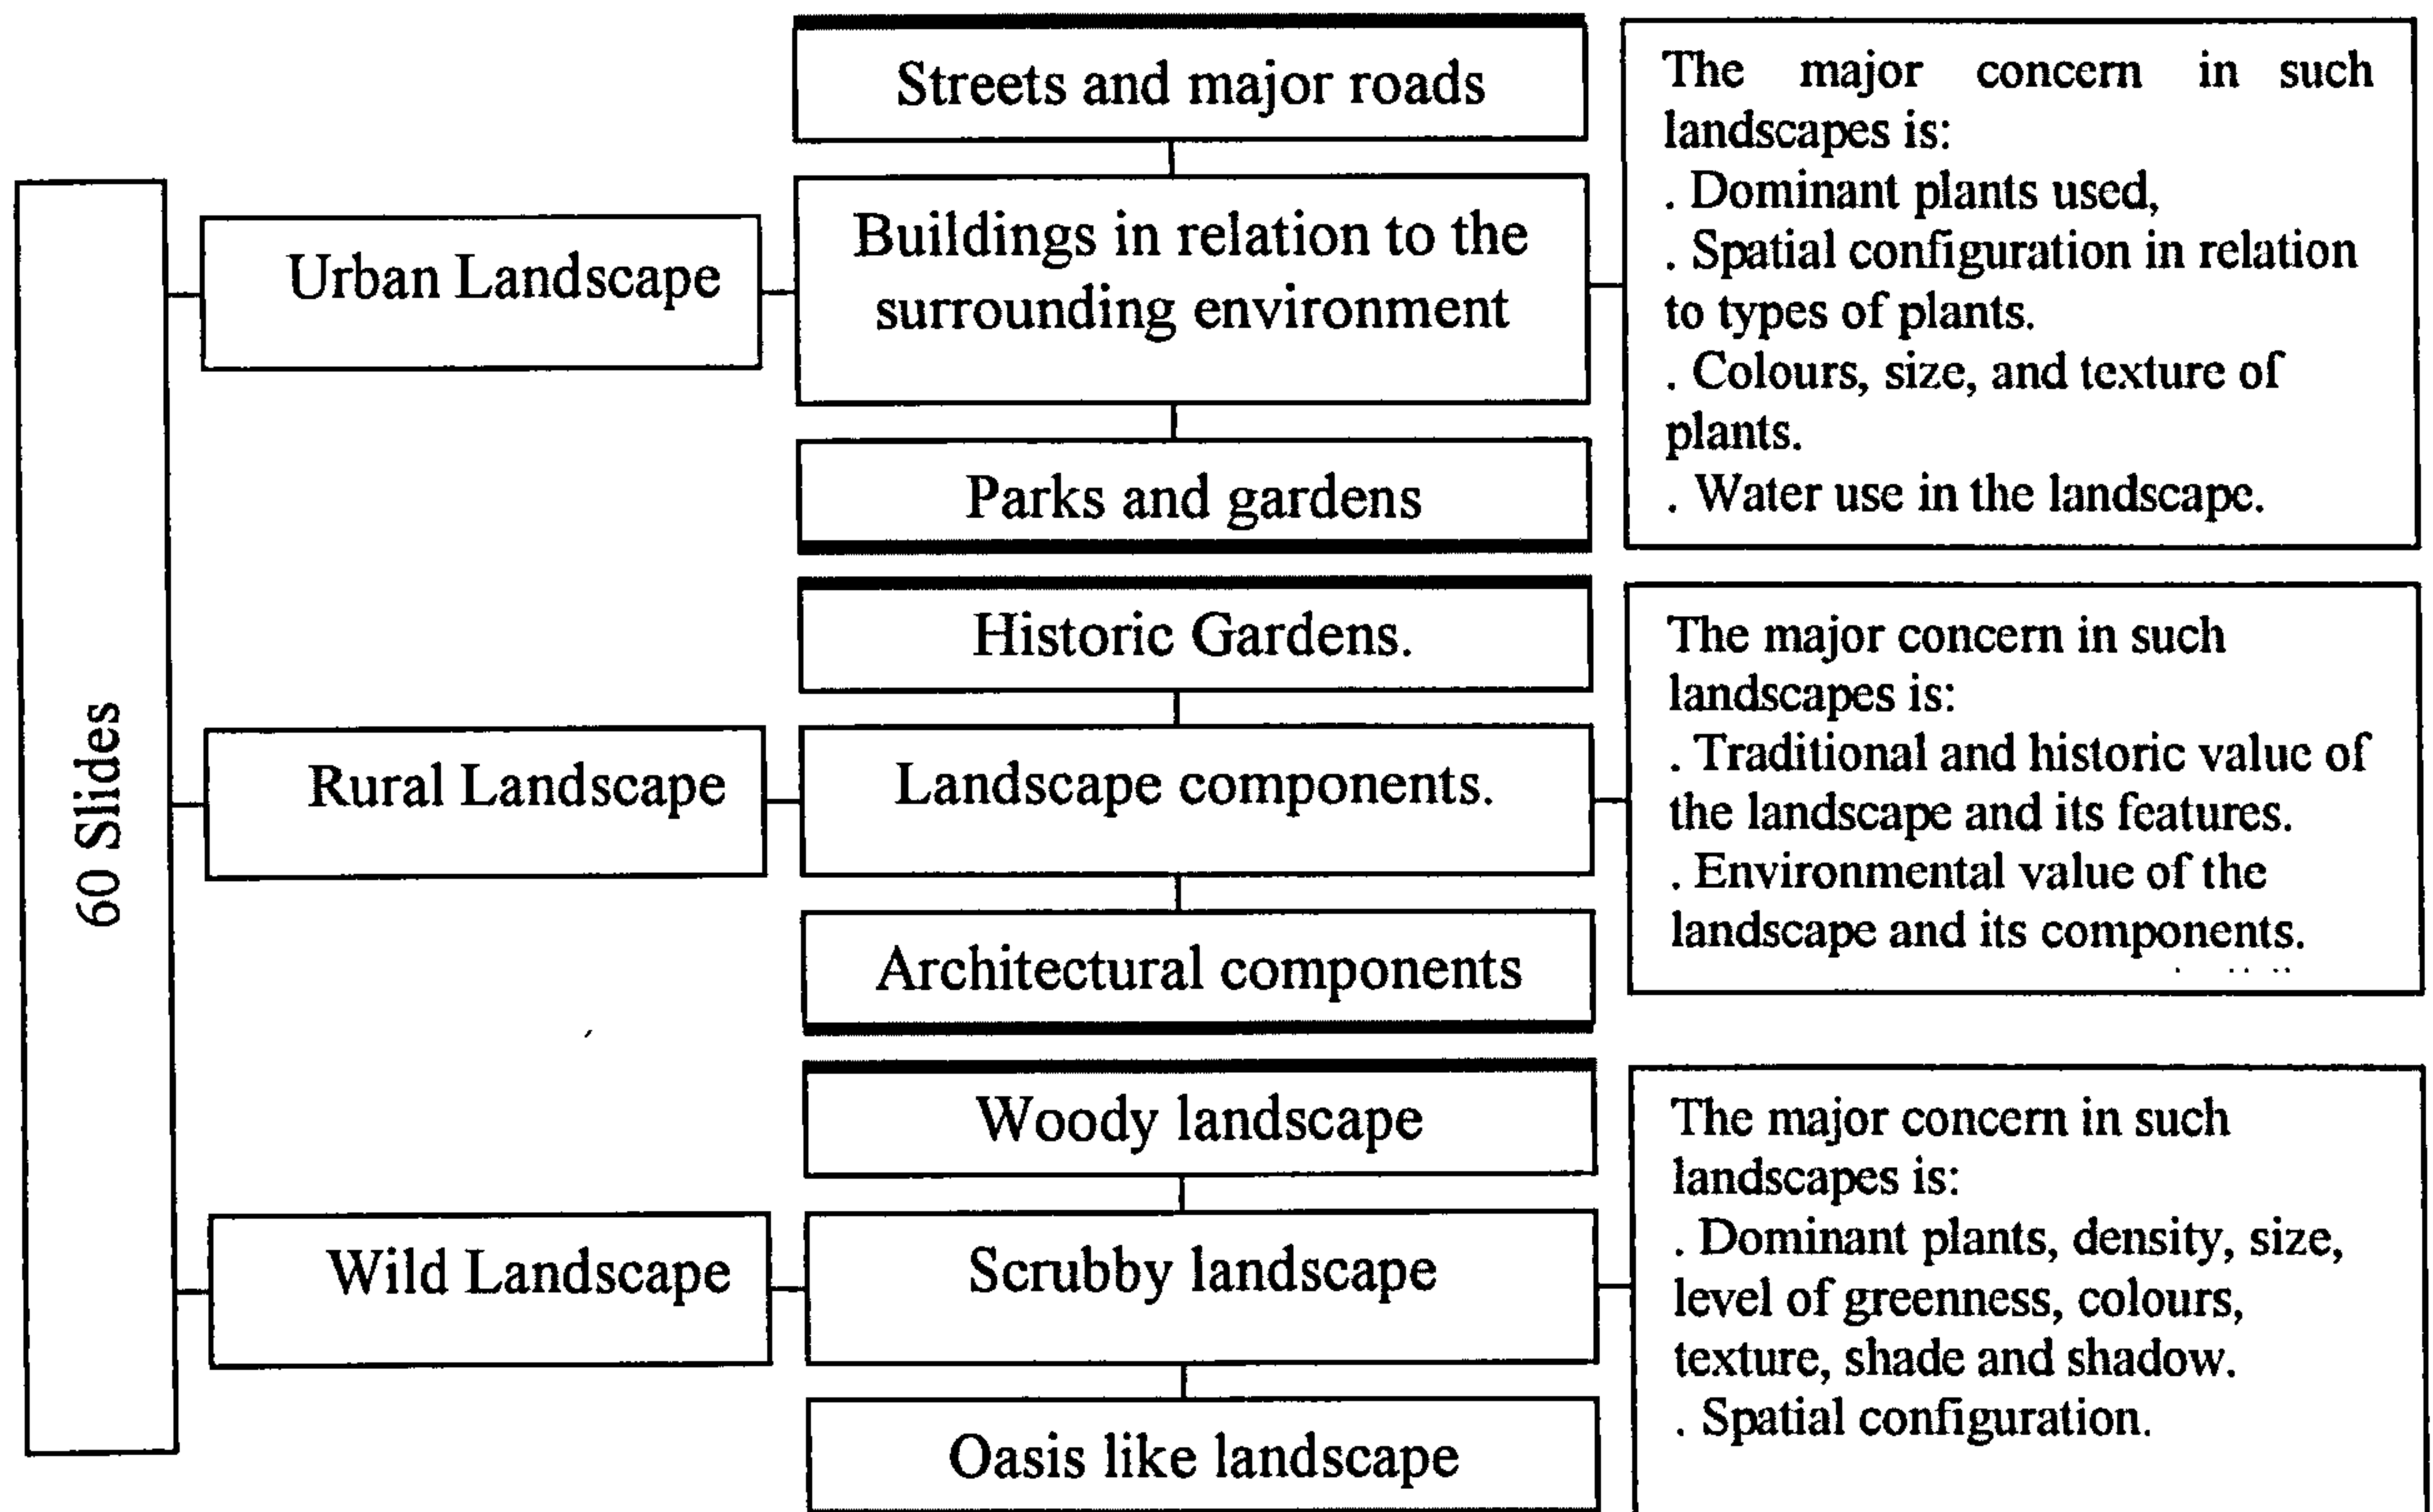 60 Slides
Urban Landscape
Streets and major roads
Buildings in relation to the
surrounding environment
Parks and gardens
The major concern in such
landscapes is:
. Dominant plants used,
. Spatial configuration in relation
to types of plants.
. Colours, size, and texture of
plants.
. Water use in the landscape.
Rural Landscape
Historic Gardens.
Landscape components.
Architectural components
The major concern in such
landscapes is:
. Traditional and historic value of
the landscape and its features.
. Environmental value of the
landscape and its components.
Wild Landscape
Woody landscape
Scrubby landscape
Oasis like landscape
The major concern in such
landscapes is:
. Dominant plants, density, size,
level of greenness, colours,
texture, shade and shadow.
. Spatial configuration.